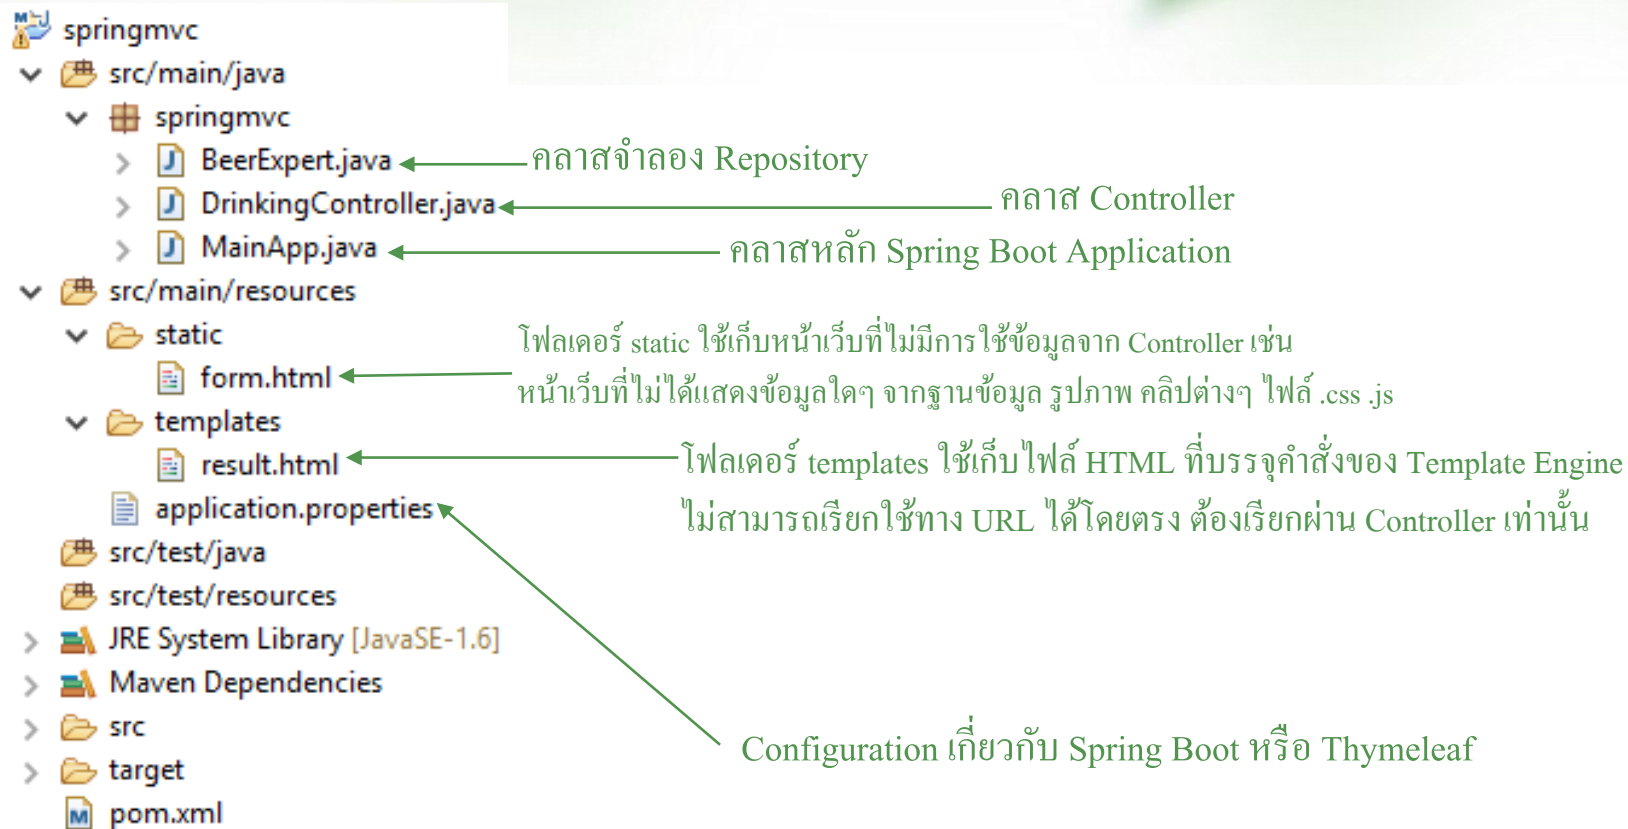 springmvc
src/main/java
springmvc
BeerExpert.java
คลาสจำลอง Repository
DrinkingController.java
คลาส Controller
MainApp.java
คลาสหลัก Spring Boot Application
src/main/resources
static
โฟลเดอร์ static ใช้เก็บหน้าเว็บที่ไม่มีการใช้ข้อมูลจาก Controller เช่น
form.html
หน้าเว็บที่ไม่ได้แสดงข้อมูลใดๆ จากฐานข้อมูล รูปภาพ คลิปต่างๆ ไฟล์ .css .js
templates
result.html
โฟลเดอร์ templates ใช้เก็บไฟล์ HTML ที่บรรจุคำสั่งของ Template Engine
application.properties
ไม่สามารถเรียกใช้ทาง URL ได้โดยตรง ต้องเรียกผ่าน Controller เท่านั้น
src/test/java
src/test/resources
JRE System Library [JavaSE-1.6]
Maven Dependencies
src
Configuration เกี่ยวกับ Spring Boot หรือ Thymeleaf
target
pom.xml